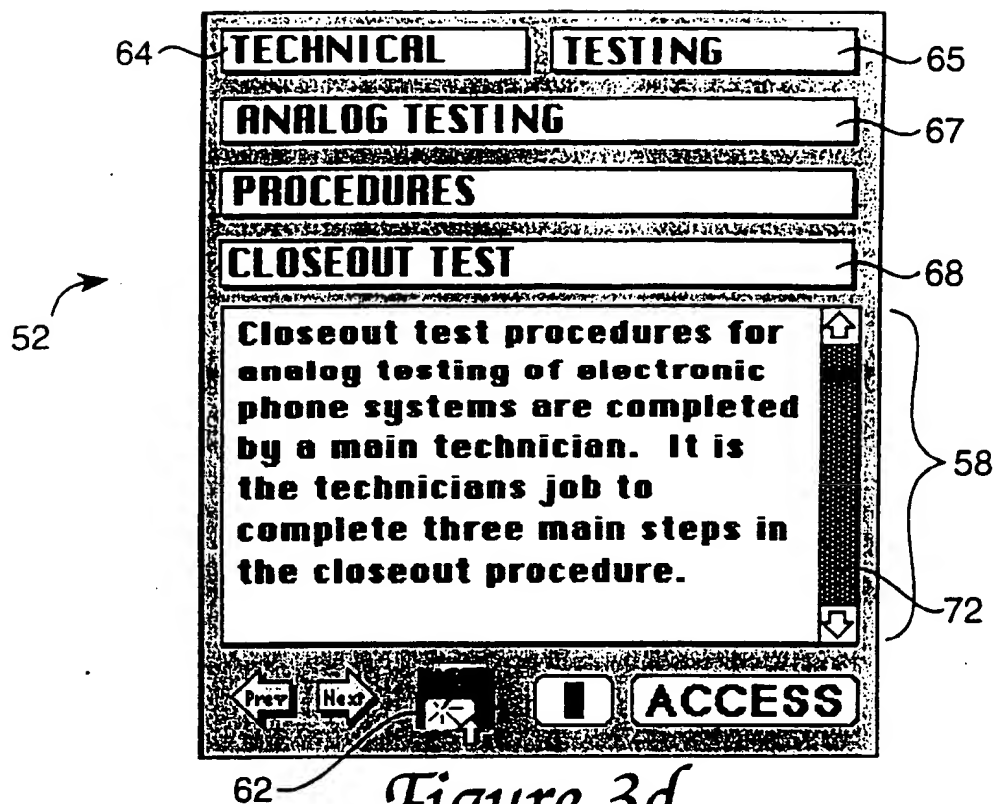 64 TECHNICAL TESTING 65
ANALOG TESTING 67
PROCEDURES
CLOSEOUT TEST 68
52
Closeout test procedures for
analog testing of electronic
phone systems are completed
by a main technician. It is
the technicians job to
complete three main steps in
the closeout procedure.
58
72
Prev Next ACCESS
62
Figure 3d